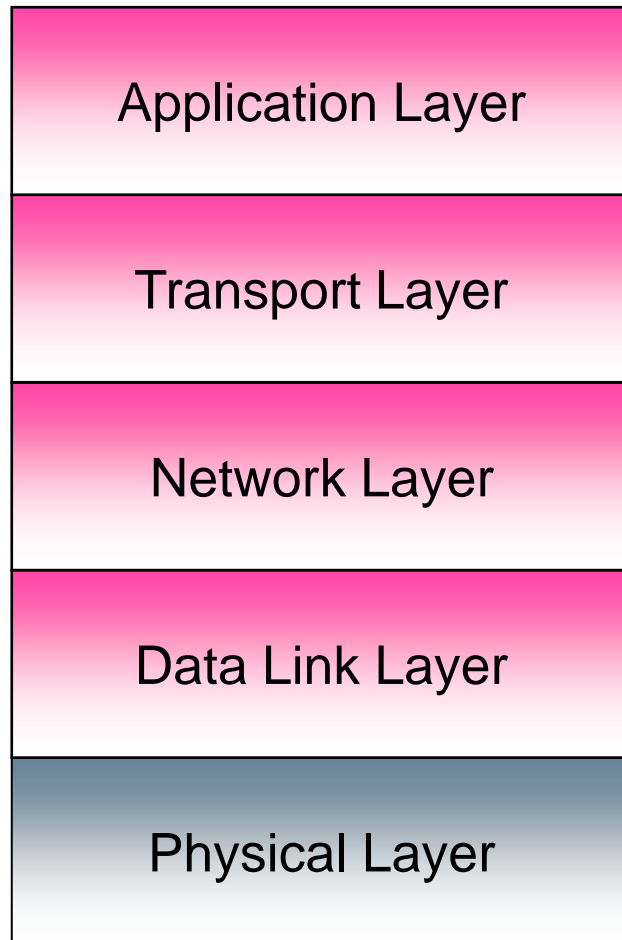 Application Layer
Transport Layer
Network Layer
Data Link Layer
Physical Layer